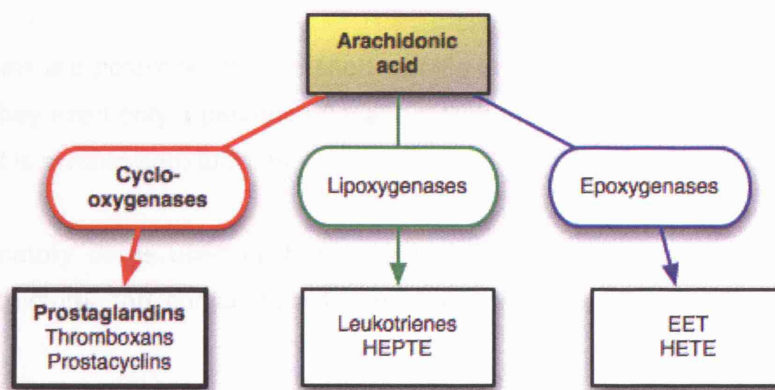 Arachidonic
acid
Cyclo-
oxygenases
Lipoxygenases
Epoxygenases
Prostaglandins
Thromboxans
Prostacyclins
Leukotrienes
HEPTE
EET
HETE